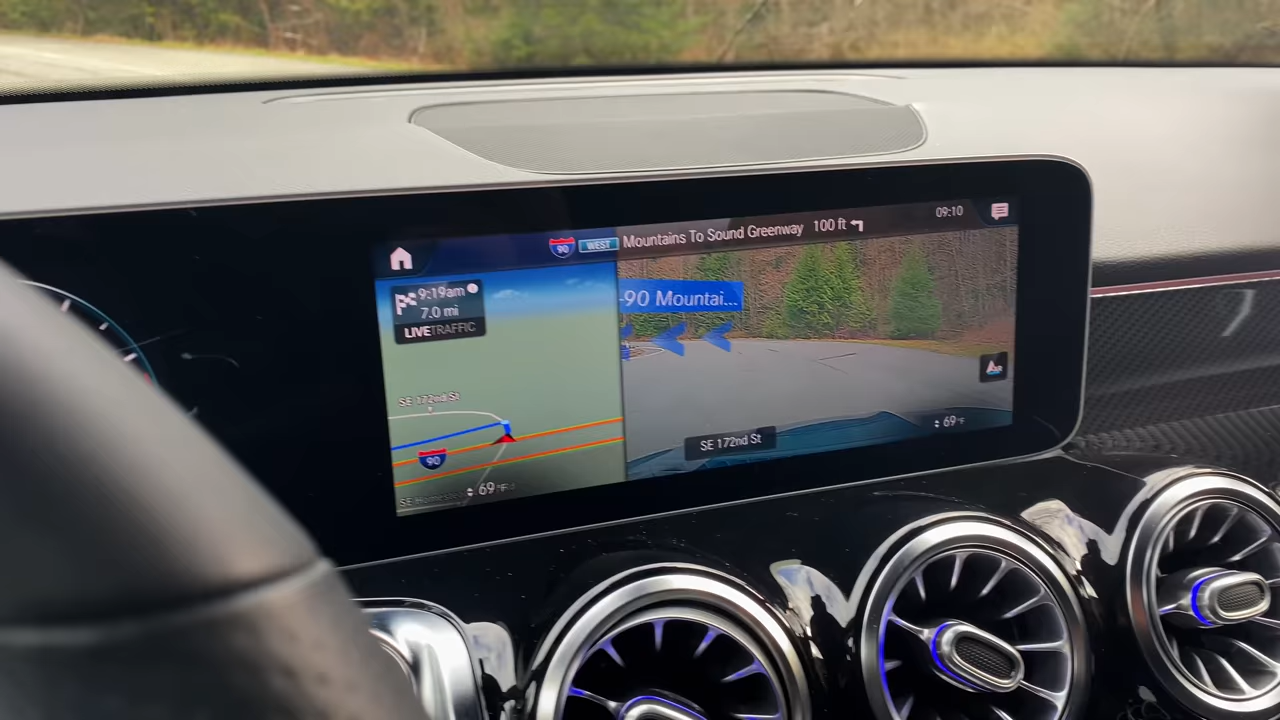 90 WEST Mountains To Sound Greenway 100 ft
09:10
9:19am
7.0 mi
LIVETRAFFIC
-90 Mountai...
SE 172nd St
90
69°F
SE 172nd St
69°F